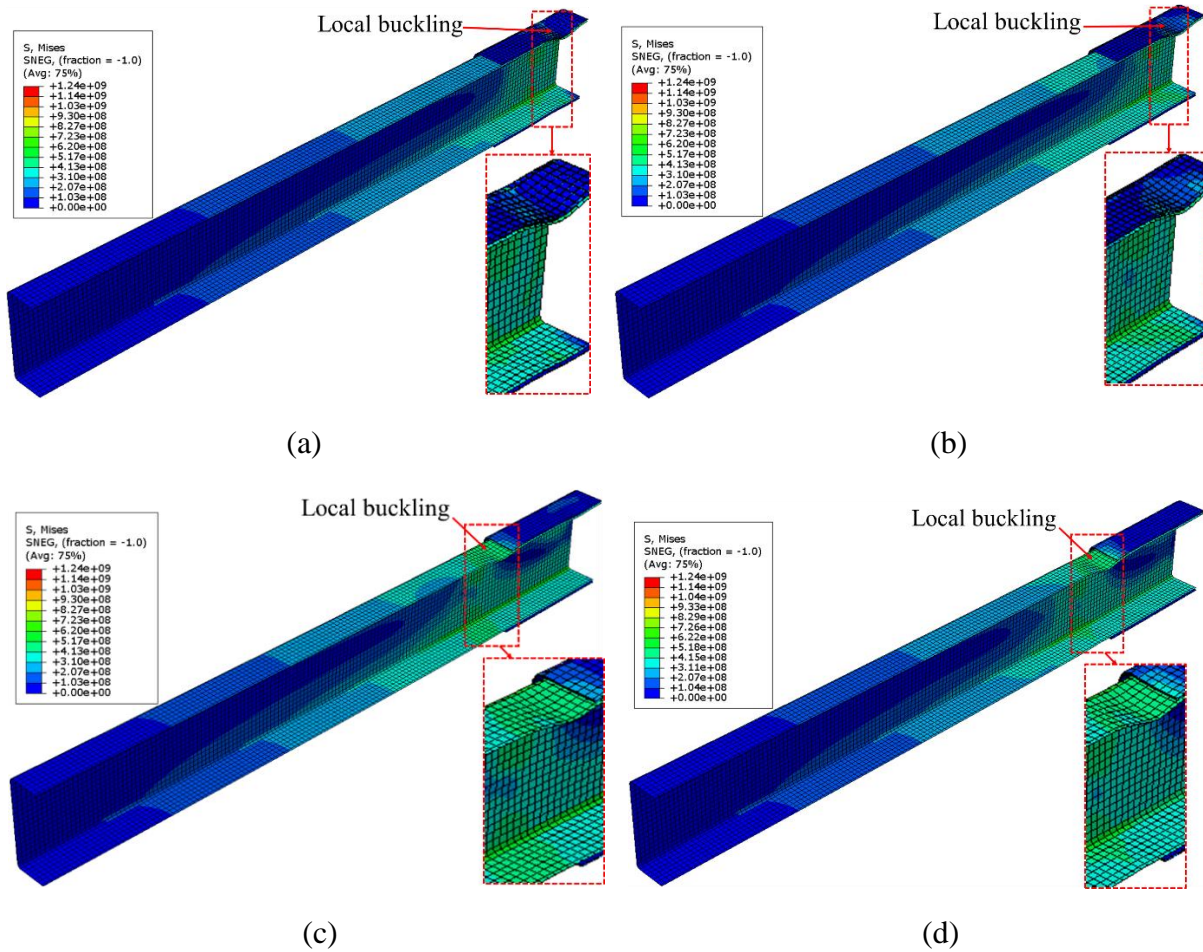 Local buckling
S, Mises
SNEG, (fraction = -1.0)
(Avg: 75%)
+1.24e+09
+1.14e+09
+1.03e+09
+9.30e+08
+8.27e+08
+7.23e+08
+6.20e+08
+5.17e+08
+4.13e+08
+3.10e+08
+2.07e+08
+1.03e+08
+0.00e+00
(a)
Local buckling
S, Mises
SNEG, (fraction = -1.0)
(Avg: 75%)
+1.24e+09
+1.14e+09
+1.03e+09
+9.30e+08
+8.27e+08
+7.23e+08
+6.20e+08
+5.17e+08
+4.13e+08
+3.10e+08
+2.07e+08
+1.03e+08
+0.00e+00
(b)
Local buckling
S, Mises
SNEG, (fraction = -1.0)
(Avg: 75%)
+1.24e+09
+1.14e+09
+1.03e+09
+9.30e+08
+8.27e+08
+7.23e+08
+6.20e+08
+5.17e+08
+4.13e+08
+3.10e+08
+2.07e+08
+1.03e+08
+0.00e+00
(c)
Local buckling
S, Mises
SNEG, (fraction = -1.0)
(Avg: 75%)
+1.24e+09
+1.14e+09
+1.04e+09
+9.33e+08
+8.29e+08
+7.26e+08
+6.22e+08
+5.18e+08
+4.15e+08
+3.11e+08
+2.07e+08
+1.04e+08
+0.00e+00
(d)